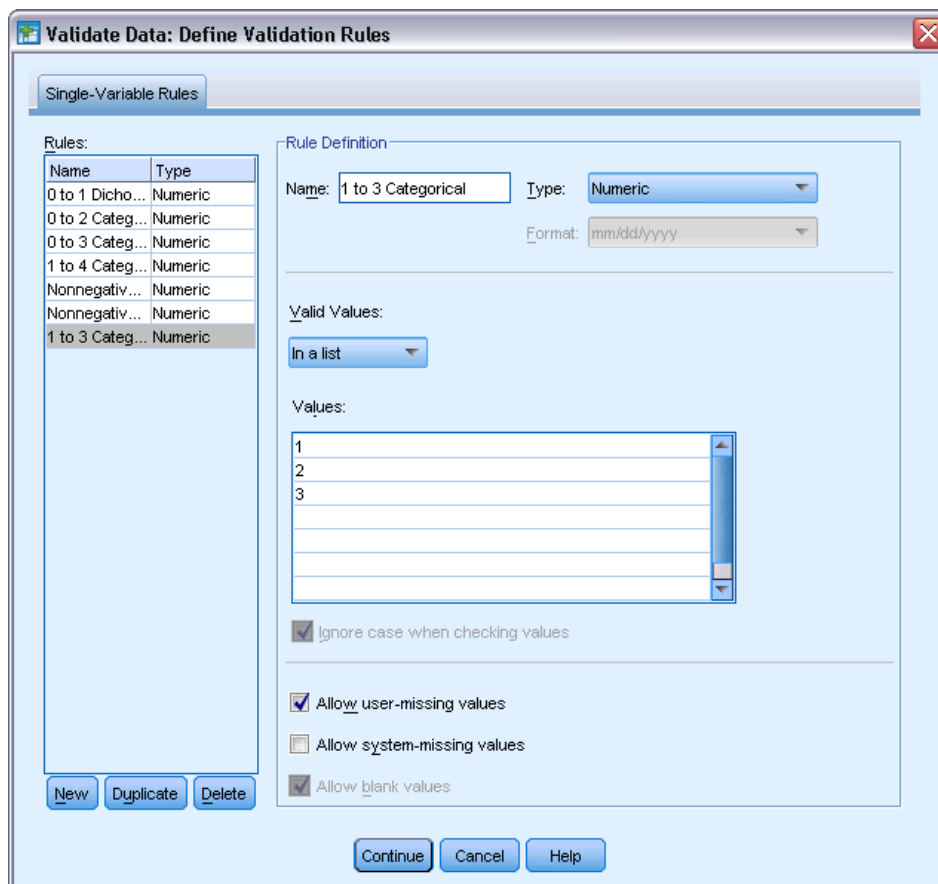 Validate Data: Define Validation Rules
Single-Variable Rules
Rules:
Name Type
0 to 1 Dicho... Numeric
0 to 2 Categ... Numeric
0 to 3 Categ... Numeric
1 to 4 Categ... Numeric
Nonnegativ... Numeric
Nonnegativ... Numeric
1 to 3 Categ... Numeric
New Duplicate Delete
Rule Definition
Name: 1 to 3 Categorical Type: Numeric
Format: mm/dd/yyyy
Valid Values:
In a list
Values:
1
2
3
Ignore case when checking values
Allow user-missing values
Allow system-missing values
Allow blank values
Continue Cancel Help